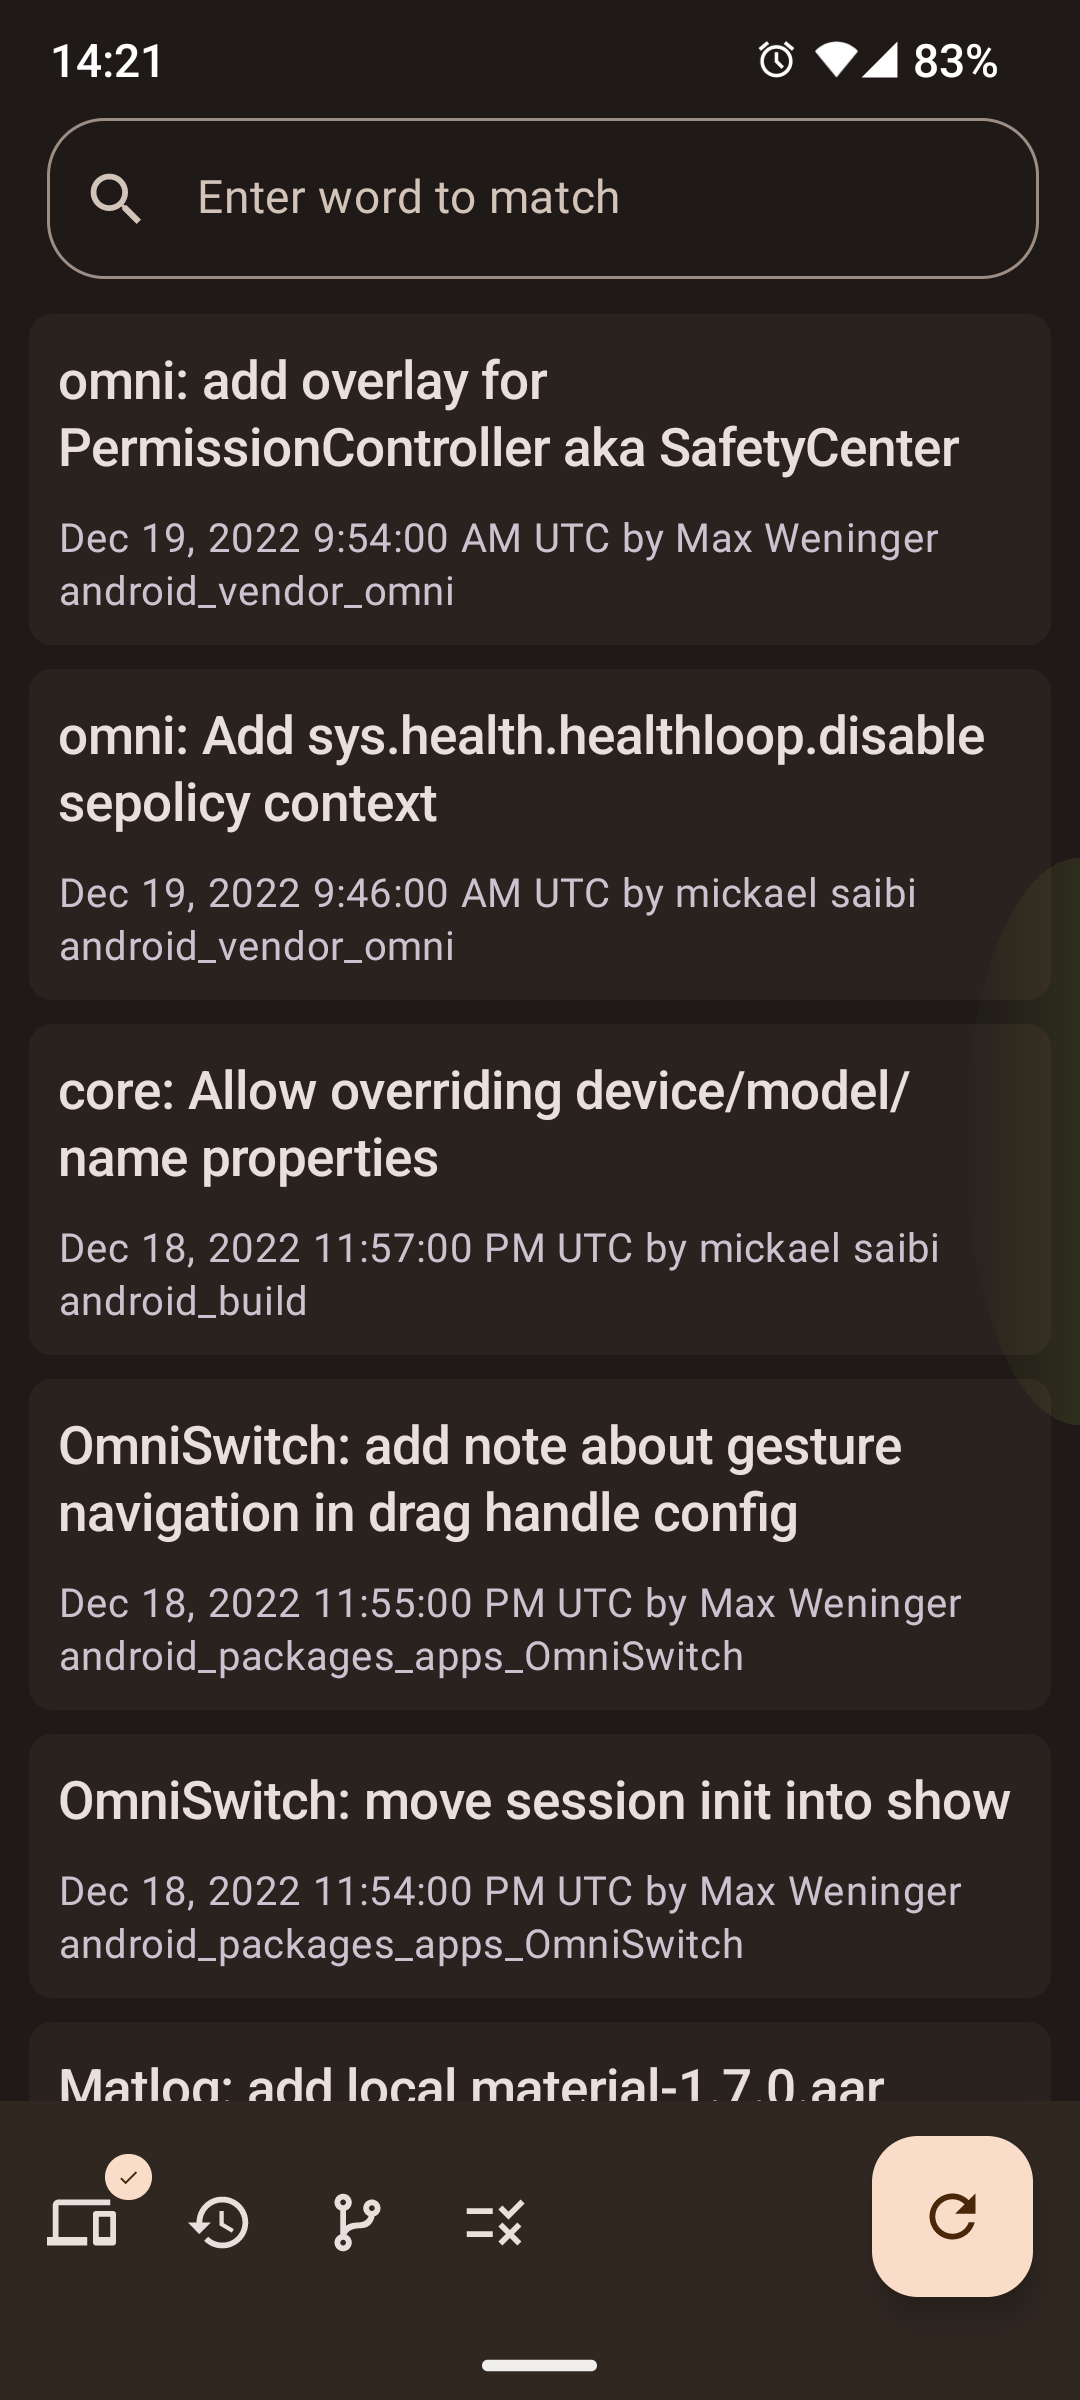 14:21
83%
Enter word to match
omni: add overlay for
PermissionController aka SafetyCenter
Dec 19, 2022 9:54:00 AM UTC by Max Weninger
android_vendor_omni
omni: Add sys.health.healthloop.disable
sepolicy context
Dec 19, 2022 9:46:00 AM UTC by mickael saibi
android_vendor_omni
core: Allow overriding device/model/
name properties
Dec 18, 2022 11:57:00 PM UTC by mickael saibi
android_build
OmniSwitch: add note about gesture
navigation in drag handle config
Dec 18, 2022 11:55:00 PM UTC by Max Weninger
android_packages_apps_OmniSwitch
OmniSwitch: move session init into show
Dec 18, 2022 11:54:00 PM UTC by Max Weninger
android_packages_apps_OmniSwitch
Matlog: add local material-1.7.0.aar